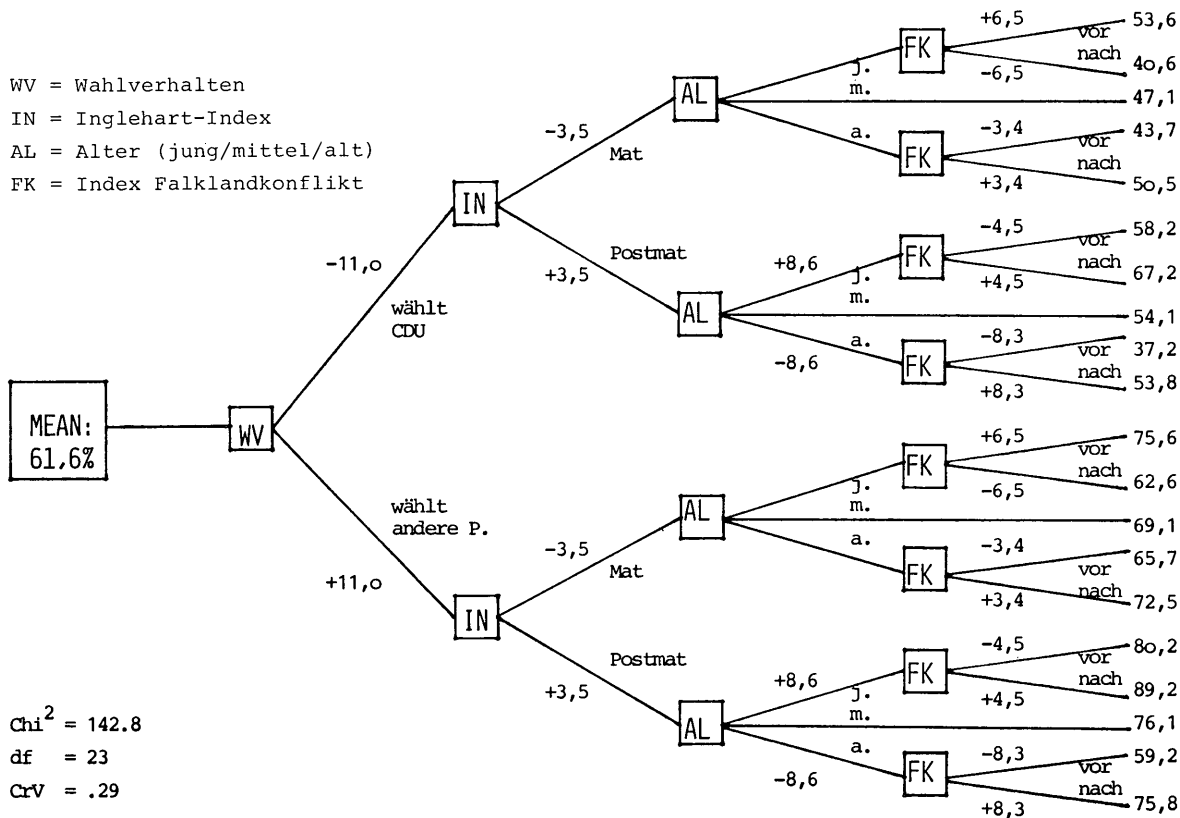 WV = Wahlverhalten
IN = Inglehart-Index
AL = Alter (jung/mittel/alt)
FK = Index Falklandkonflikt
MEAN:
61,6%
WV
-11,o
wählt
CDU
IN
-3,5
Mat
AL
j.
m.
a.
FK
+6,5
-6,5
vor
nach
53,6
4o,6
47,1
FK
-3,4
+3,4
vor
nach
43,7
5o,5
Postmat
+3,5
AL
+8,6
j.
m.
a.
-8,6
FK
-4,5
+4,5
vor
nach
58,2
67,2
54,1
FK
-8,3
+8,3
vor
nach
37,2
53,8
wählt
andere P.
+11,o
IN
-3,5
Mat
AL
j.
m.
a.
FK
+6,5
-6,5
vor
nach
75,6
62,6
69,1
FK
-3,4
+3,4
vor
nach
65,7
72,5
Postmat
+3,5
AL
+8,6
j.
m.
a.
-8,6
FK
-4,5
+4,5
vor
nach
8o,2
89,2
76,1
FK
-8,3
+8,3
vor
nach
59,2
75,8
Chi² = 142.8
df = 23
CrV = .29